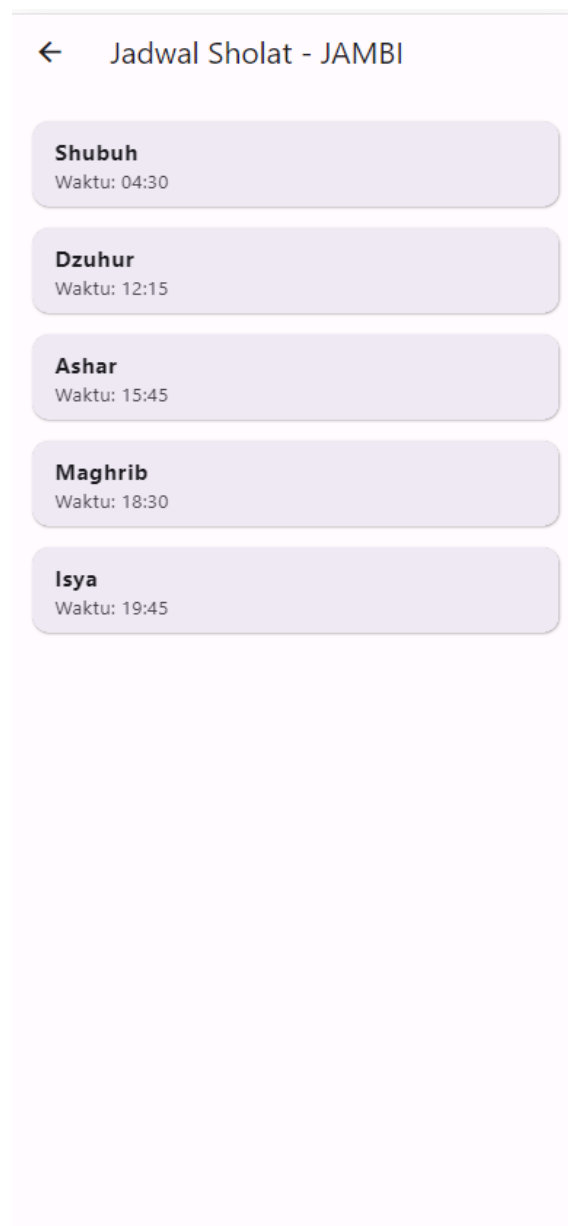 Jadwal Sholat - JAMBI
Shubuh
Waktu: 04:30
Dzuhur
Waktu: 12:15
Ashar
Waktu: 15:45
Maghrib
Waktu: 18:30
Isya
Waktu: 19:45